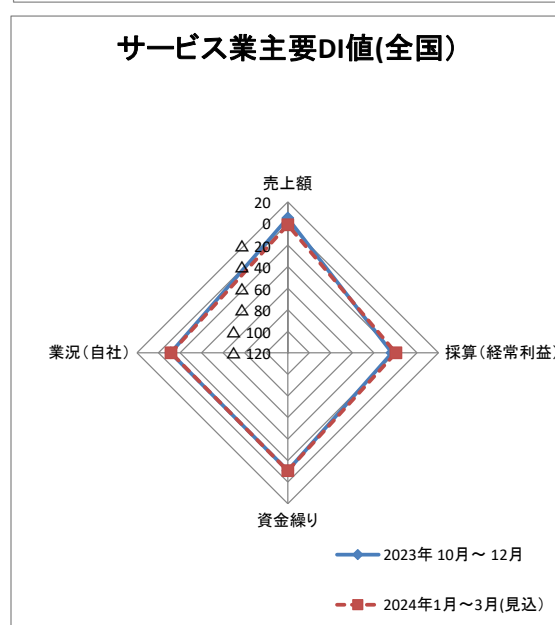 サービス業主要DI値(全国)
売上額
20
0
△ 20
△ 40
△ 60
△ 80
△ 100
△ 120
業況(自社)
採算(経常利益)
資金繰り
2023年 10月～ 12月
2024年1月～3月(見込)